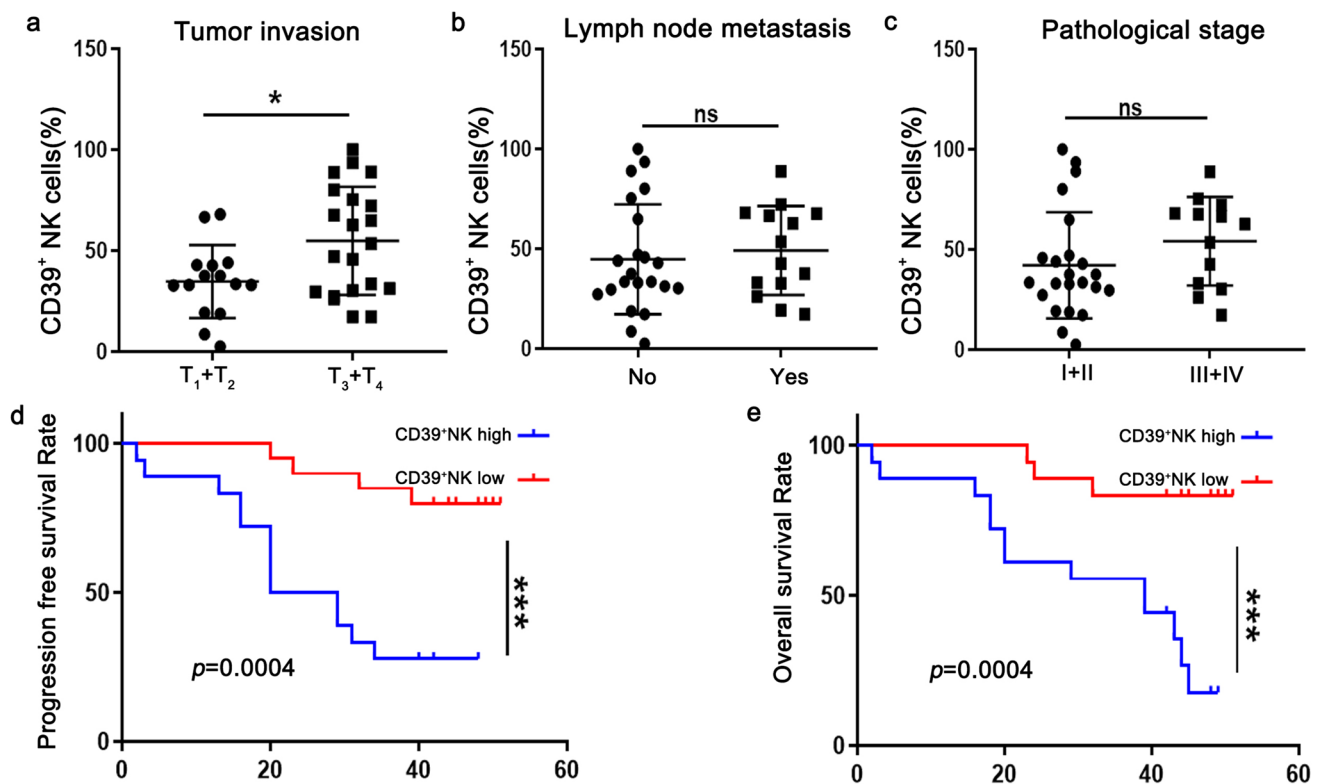 a
Tumor invasion
150
100
50
0
CD39⁺ NK cells(%)
*
T₁+T₂
T₃+T₄
b
Lymph node metastasis
150
100
50
0
CD39⁺ NK cells(%)
ns
No
Yes
c
Pathological stage
150
100
50
0
CD39⁺ NK cells(%)
ns
I+II
III+IV
d
Progression free survival Rate
100
50
0
CD39⁺NK high
CD39⁺NK low
***
p=0.0004
0 20 40 60
e
Overall survival Rate
100
50
0
CD39⁺NK high
CD39⁺NK low
***
p=0.0004
0 20 40 60